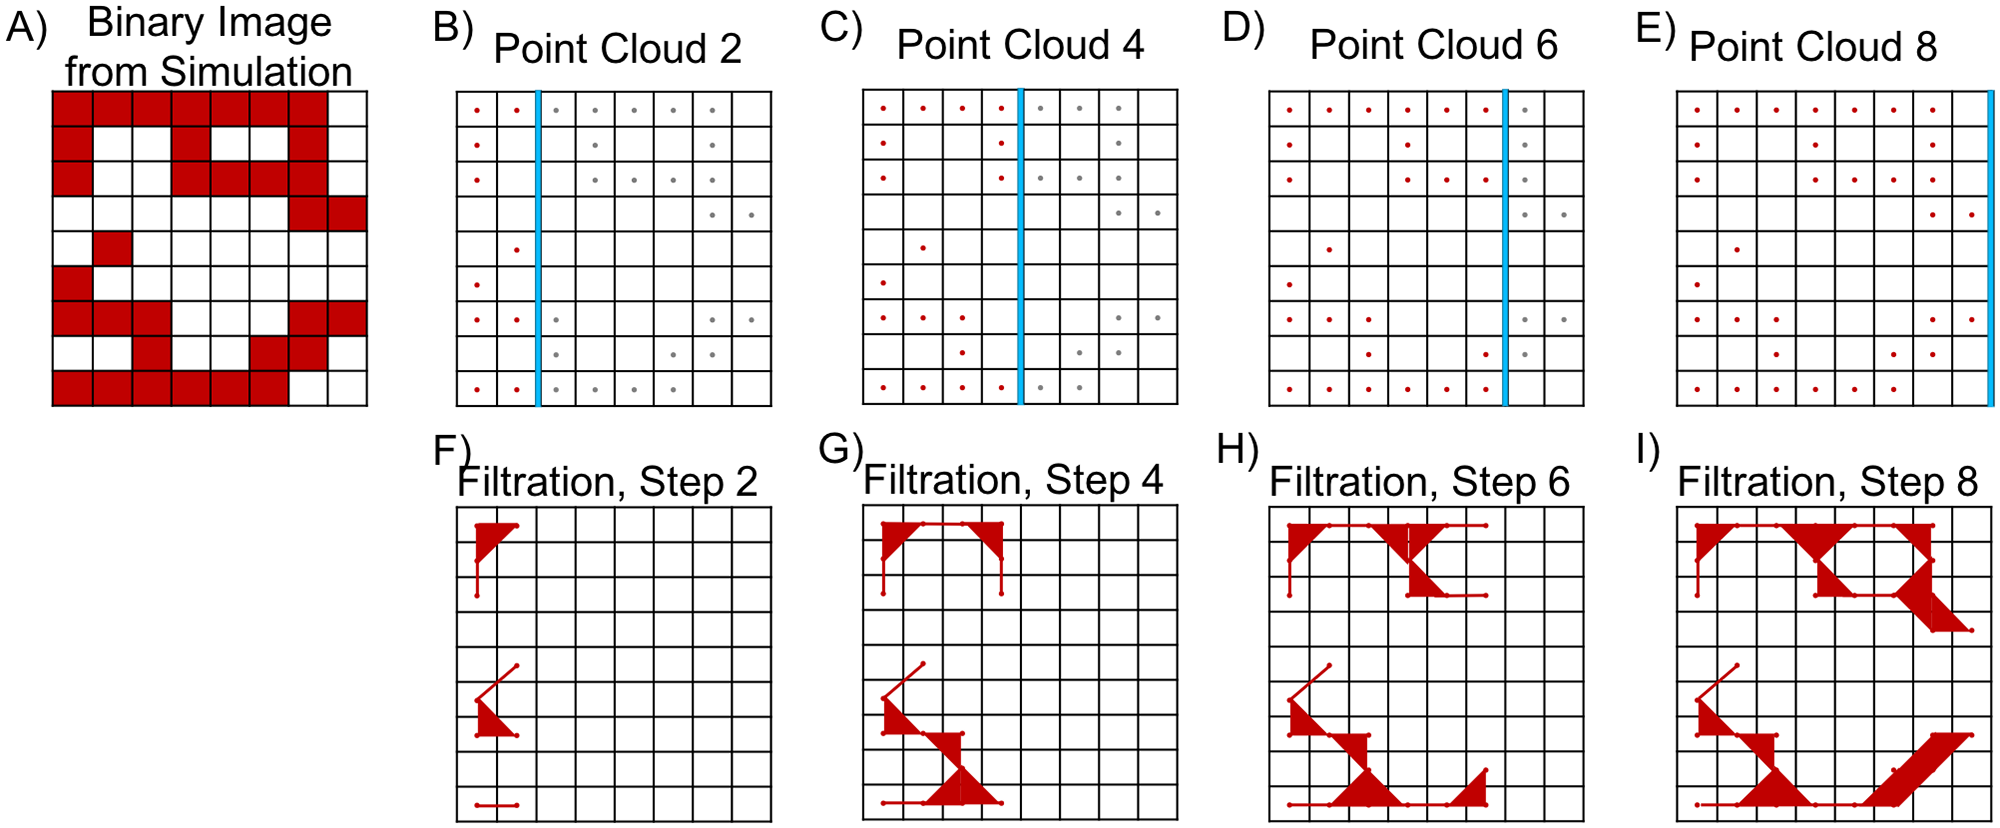 A)
Binary Image
from Simulation
B)
Point Cloud 2
C)
Point Cloud 4
D)
Point Cloud 6
E)
Point Cloud 8
F)
Filtration, Step 2
G)
Filtration, Step 4
H)
Filtration, Step 6
I)
Filtration, Step 8